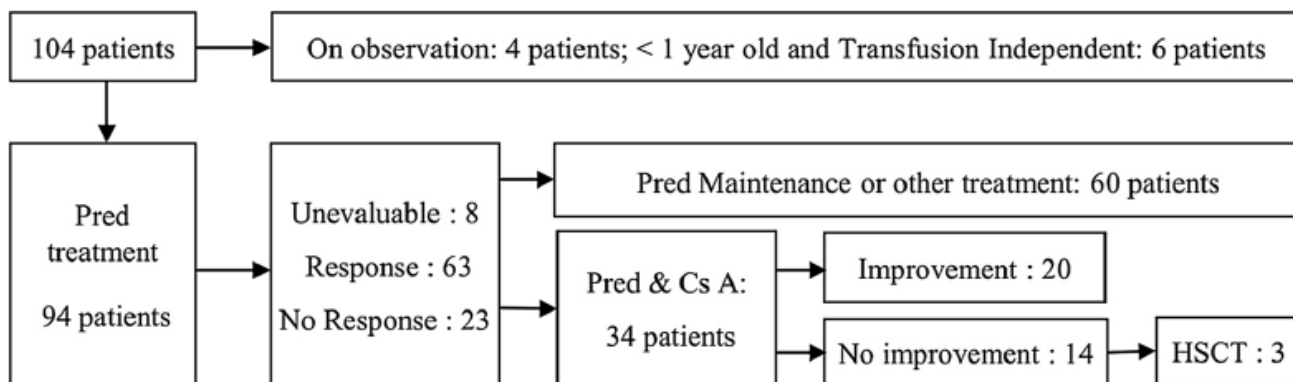 104 patients
On observation: 4 patients; < 1 year old and Transfusion Independent: 6 patients
Pred
treatment
94 patients
Unevaluable : 8
Response : 63
No Response : 23
Pred Maintenance or other treatment: 60 patients
Pred & Cs A:
34 patients
Improvement : 20
No improvement : 14
HSCT : 3